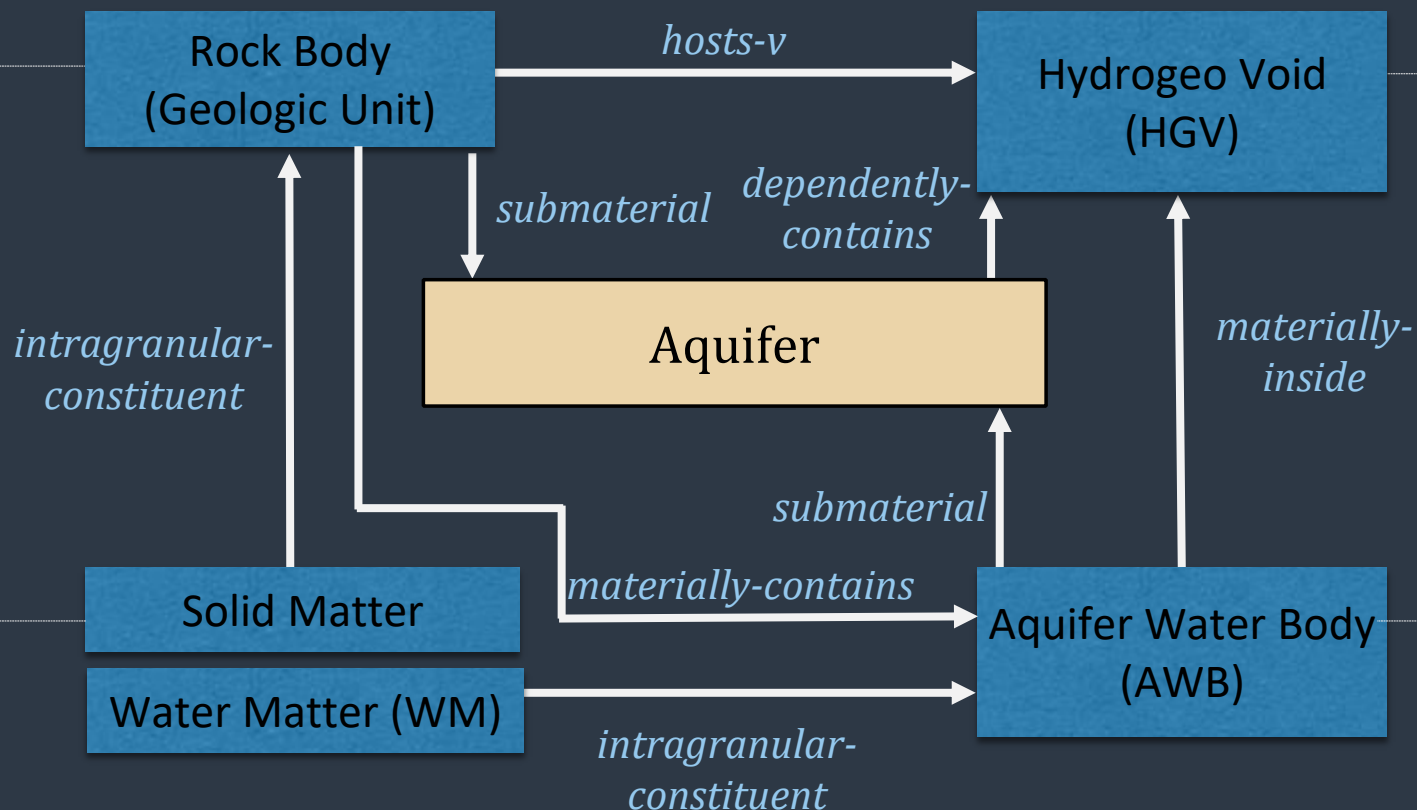 Rock Body
(Geologic Unit)
hosts-v
Hydrogeo Void
(HGV)
submaterial
dependently-
contains
Aquifer
intragranular-
constituent
materially-
inside
submaterial
materially-contains
Solid Matter
Aquifer Water Body
(AWB)
Water Matter (WM)
intragranular-
constituent